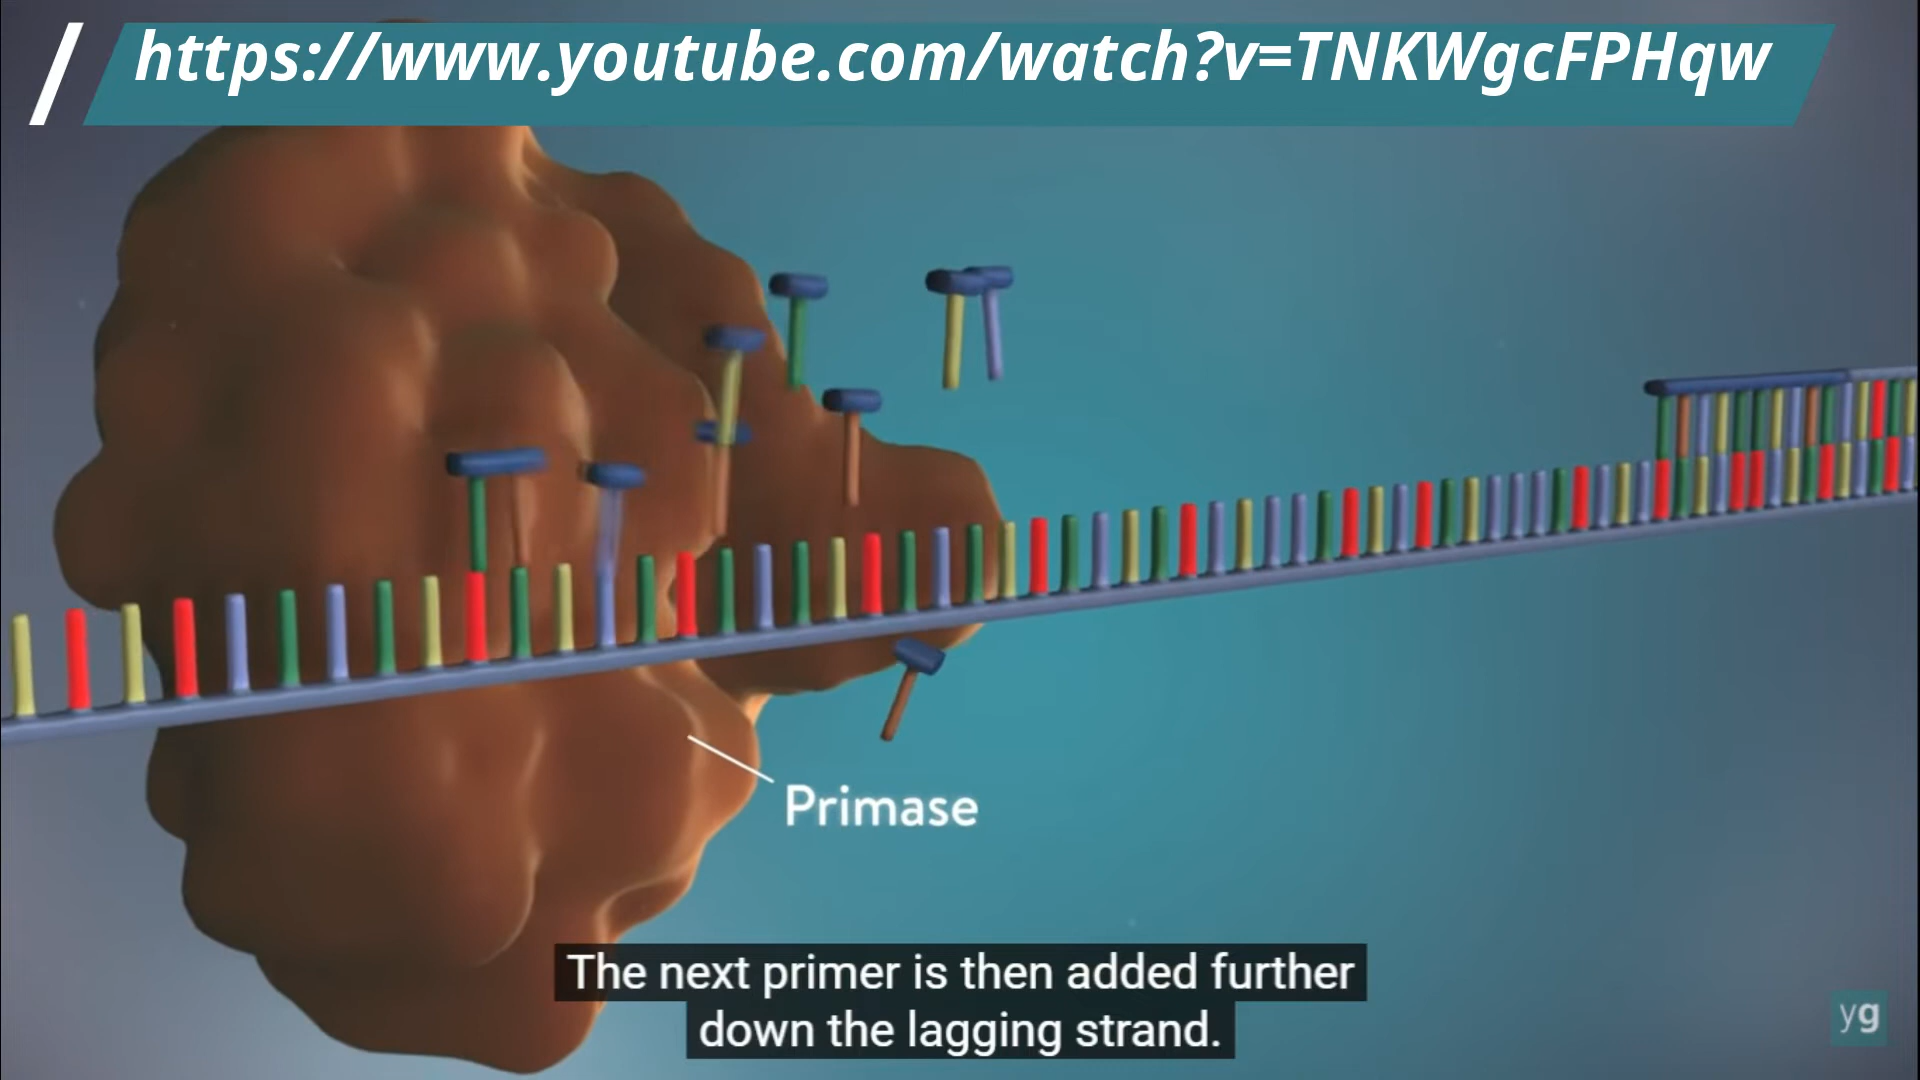 https://www.youtube.com/watch?v=TNKWgcFPHqw
Primase
The next primer is then added further
down the lagging strand.
yg